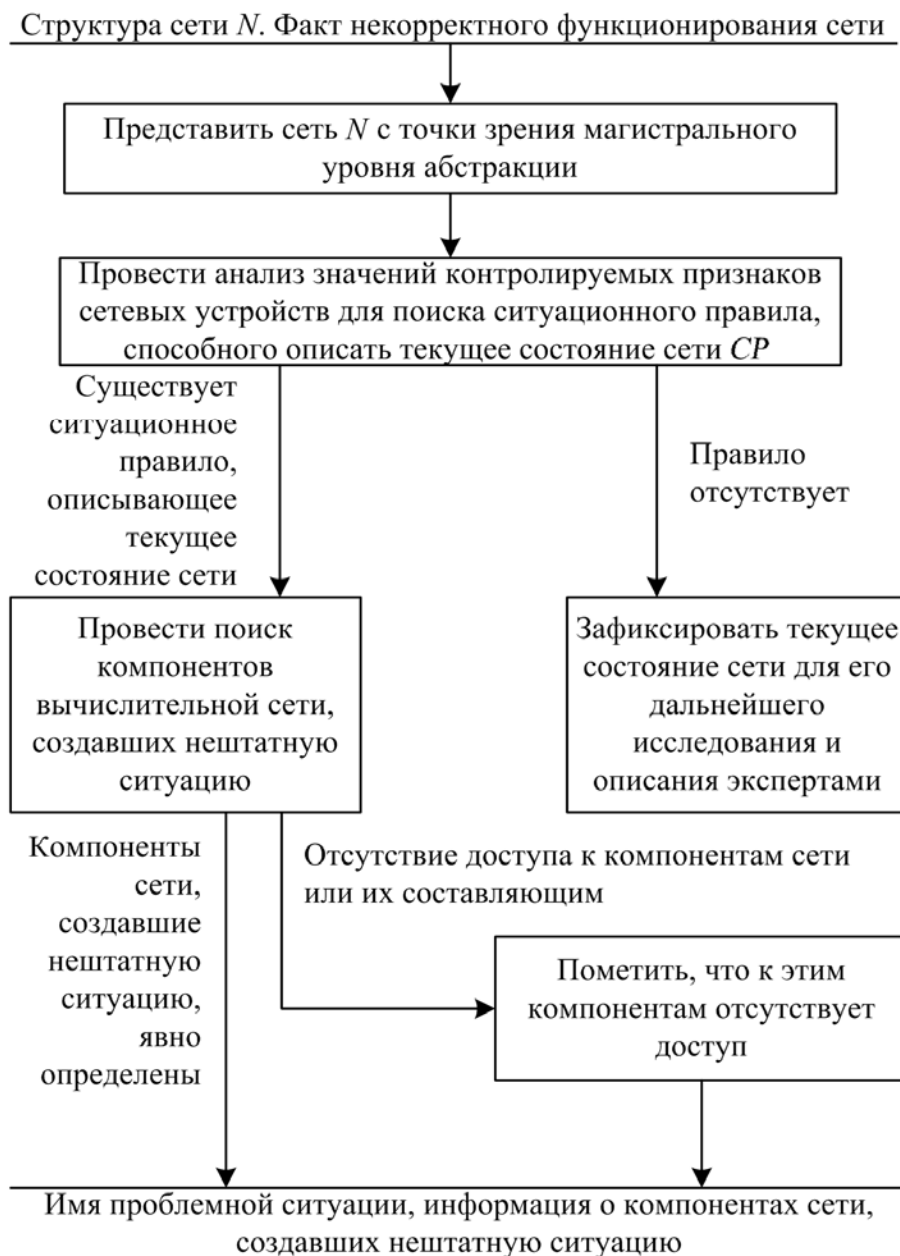 Структура сети N. Факт некорректного функционирования сети
Представить сеть N с точки зрения магистрального
уровня абстракции
Провести анализ значений контролируемых признаков
сетевых устройств для поиска ситуационного правила,
способного описать текущее состояние сети CP
Существует
ситуационное
правило,
описывающее
текущее
состояние сети
Правило
отсутствует
Провести поиск
компонентов
вычислительной сети,
создавших нештатную
ситуацию
Зафиксировать текущее
состояние сети для его
дальнейшего
исследования и
описания экспертами
Компоненты
сети,
создавшие
нештатную
ситуацию,
явно
определены
Отсутствие доступа к компонентам сети
или их составляющим
Пометить, что к этим
компонентам отсутствует
доступ
Имя проблемной ситуации, информация о компонентах сети,
создавших нештатную ситуацию